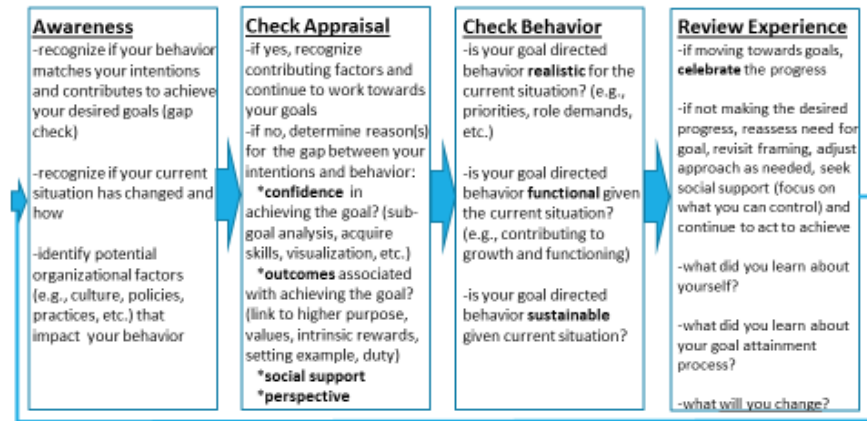 Awareness
-recognize if your behavior
matches your intentions
and contributes to achieve
your desired goals (gap
check)
-recognize if your current
situation has changed and
how
-identify potential
organizational factors
(e.g., culture, policies,
practices, etc.) that
impact your behavior
Check Appraisal
-if yes, recognize
contributing factors and
continue to work towards
your goals
-if no, determine reason(s)
for the gap between your
intentions and behavior:
*confidence in
achieving the goal? (sub-
goal analysis, acquire
skills, visualization, etc.)
*outcomes associated
with achieving the goal?
(link to higher purpose,
values, intrinsic rewards,
setting example, duty)
*social support
*perspective
Check Behavior
-is your goal directed
behavior realistic for the
current situation? (e.g.,
priorities, role demands,
etc.)
-is your goal directed
behavior functional given
the current situation?
(e.g., contributing to
growth and functioning)
-is your goal directed
behavior sustainable
given current situation?
Review Experience
-if moving towards goals,
celebrate the progress
-if not making the desired
progress, reassess need for
goal, revisit framing, adjust
approach as needed, seek
social support (focus on
what you can control) and
continue to act to achieve
-what did you learn about
yourself?
-what did you learn about
your goal attainment
process?
-what will you change?